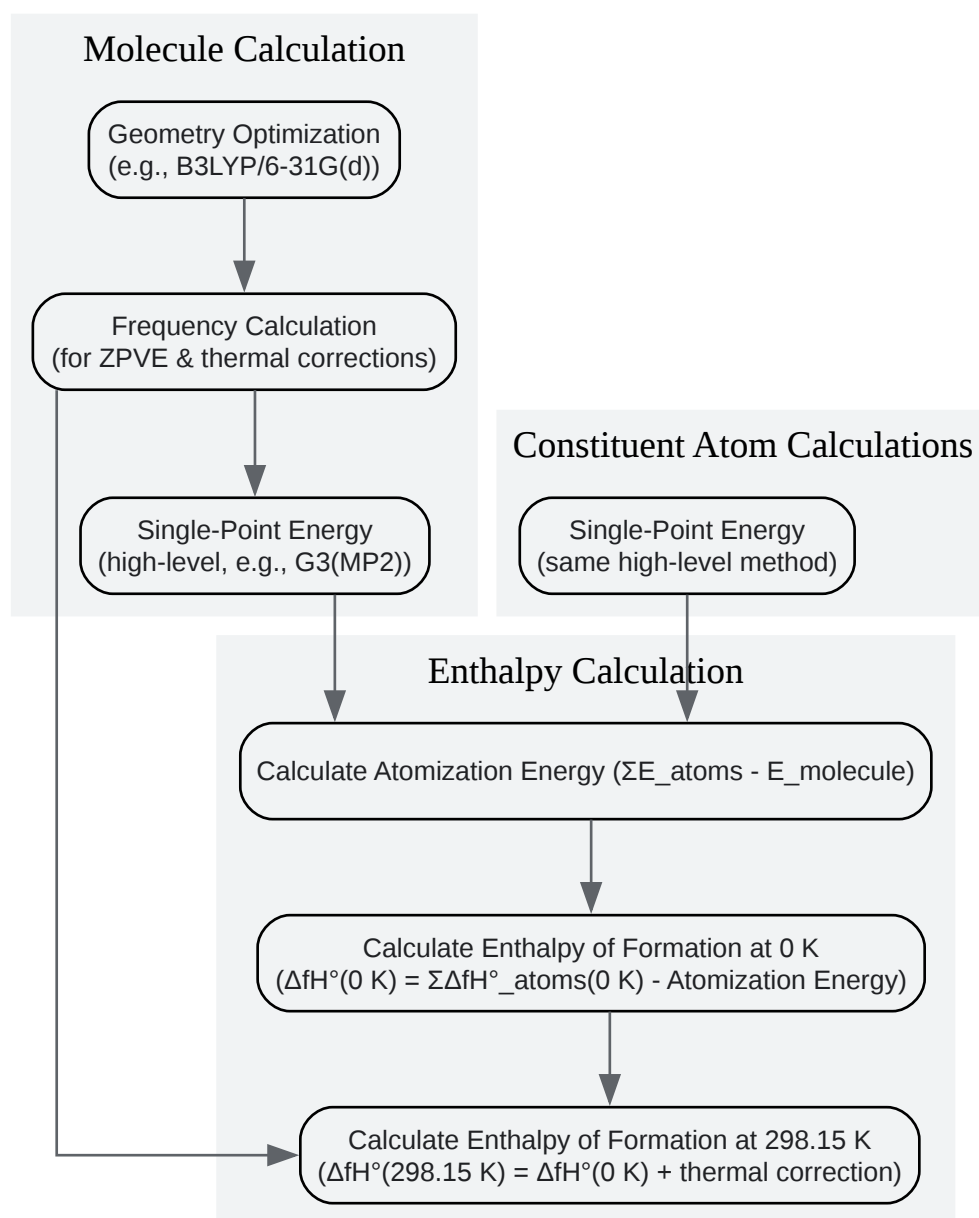 Molecule Calculation
Geometry Optimization
(e.g., B3LYP/6-31G(d))
Frequency Calculation
(for ZPVE & thermal corrections)
Constituent Atom Calculations
Single-Point Energy
(high-level, e.g., G3(MP2))
Single-Point Energy
(same high-level method)
Enthalpy Calculation
Calculate Atomization Energy (ΣE_atoms - E_molecule)
Calculate Enthalpy of Formation at 0 K
(ΔfH°(0 K) = ΣΔfH°_atoms(0 K) - Atomization Energy)
Calculate Enthalpy of Formation at 298.15 K
(ΔfH°(298.15 K) = ΔfH°(0 K) + thermal correction)